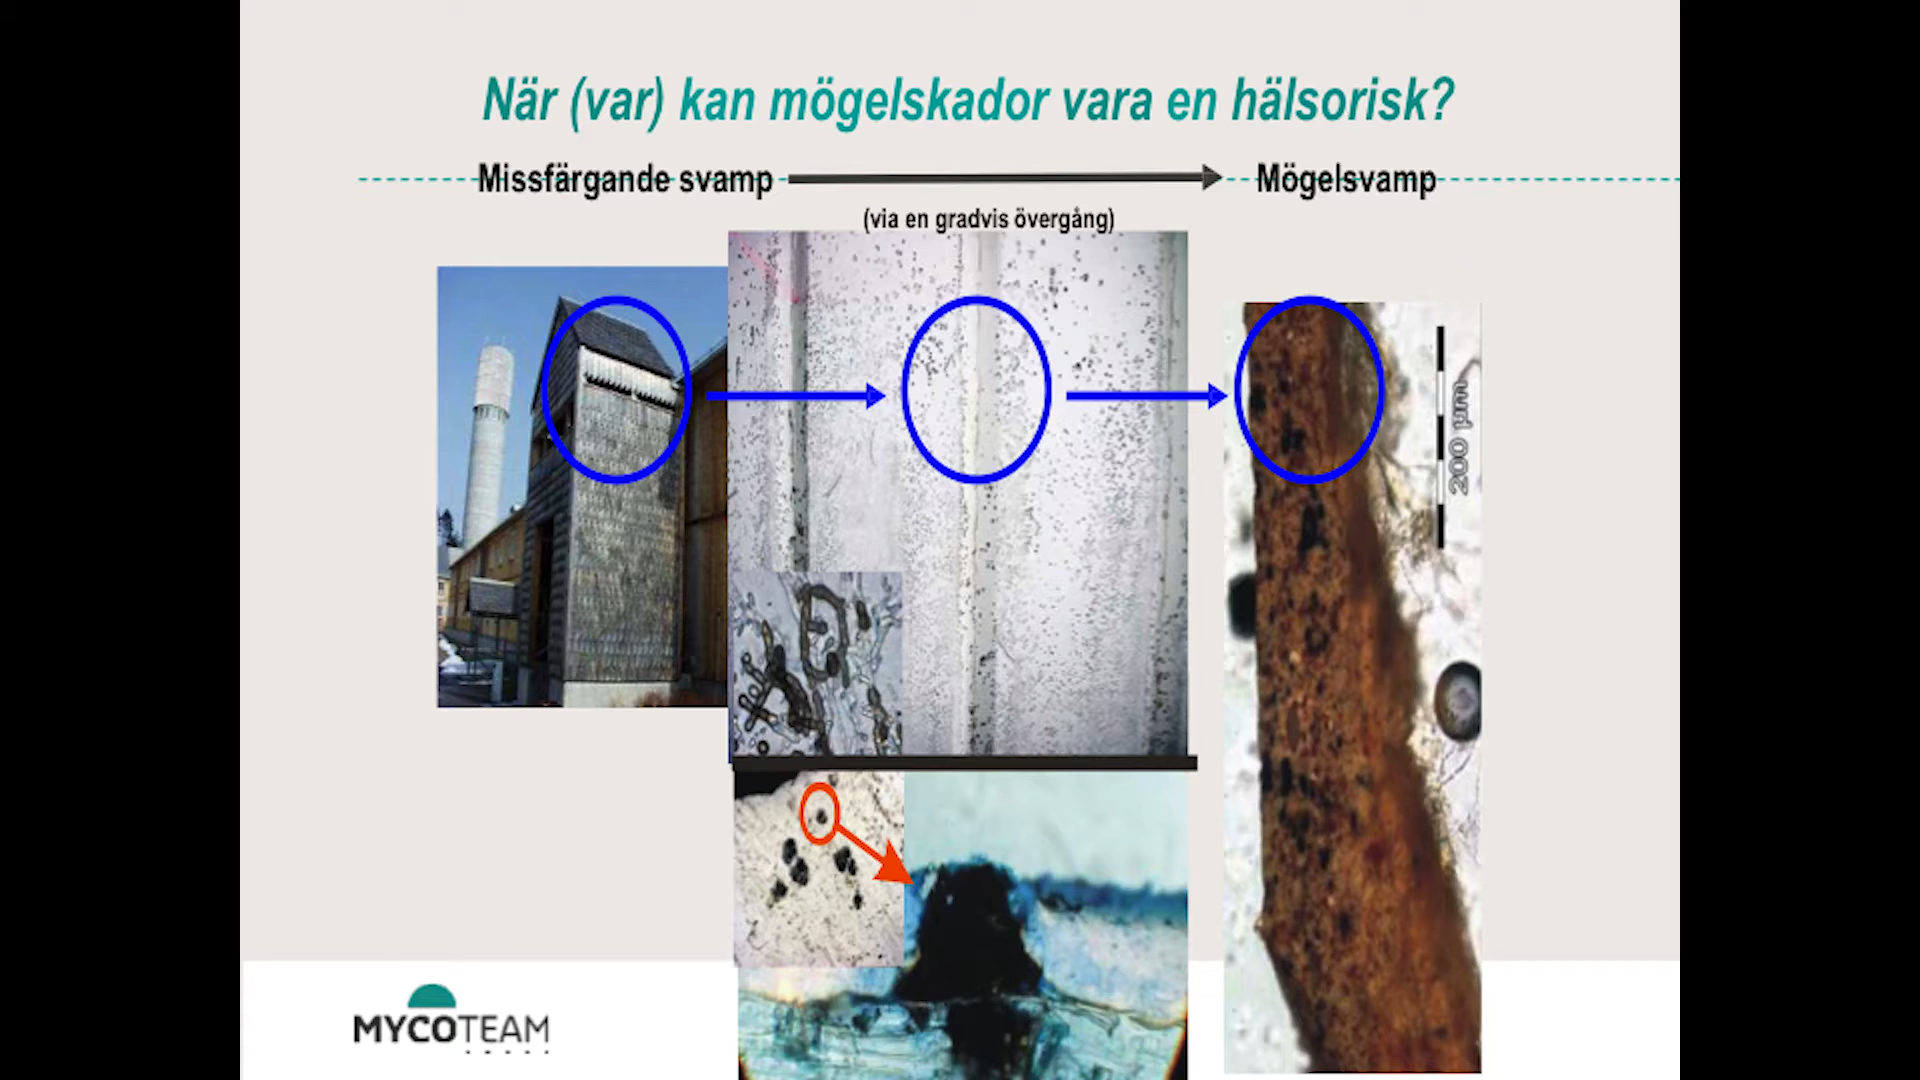 När (var) kan mögelskador vara en hälsorisk?
Missfärgande svamp
Mögelsvamp
(via en gradvis övergång)
200 µm
MYCOTEAM